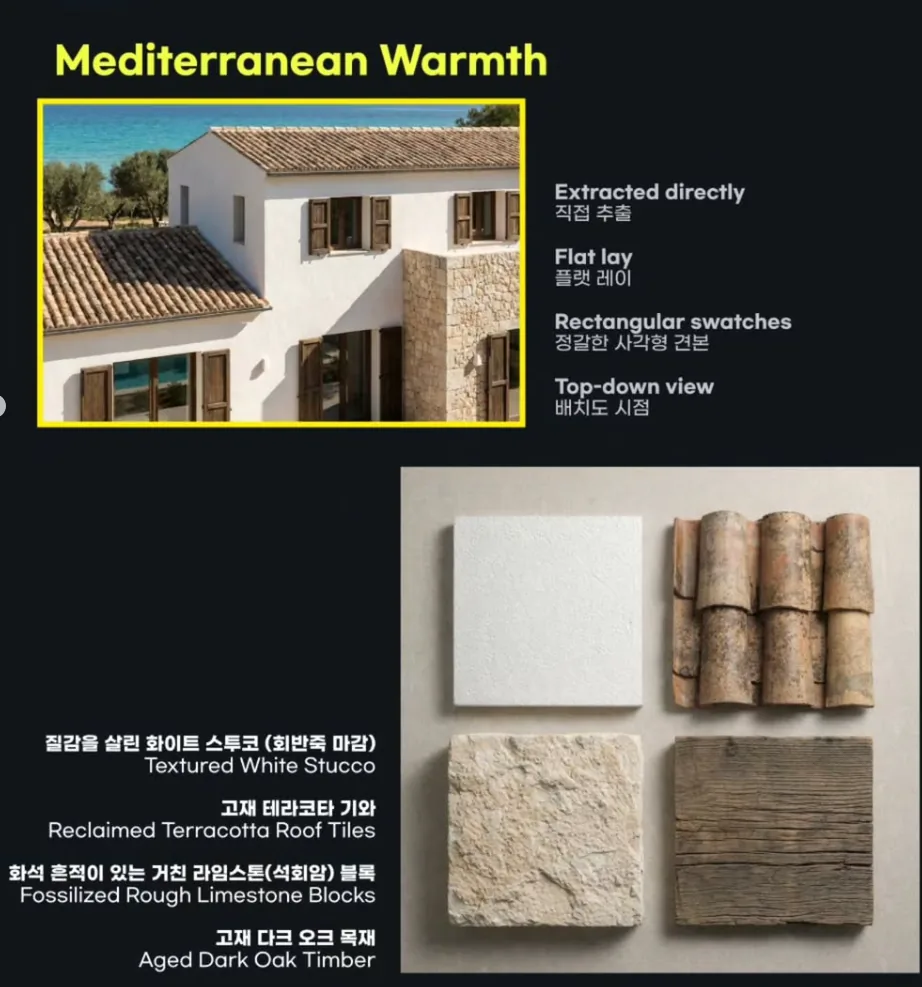 Mediterranean Warmth
Extracted directly
직접 추출
Flat lay
플랫 레이
Rectangular swatches
정갈한 사각형 견본
Top-down view
배치도 시점
질감을 살린 화이트 스투코 (회반죽 마감)
Textured White Stucco
고재 테라코타 기와
Reclaimed Terracotta Roof Tiles
화석 흔적이 있는 거친 라임스톤(석회암) 블록
Fossilized Rough Limestone Blocks
고재 다크 오크 목재
Aged Dark Oak Timber